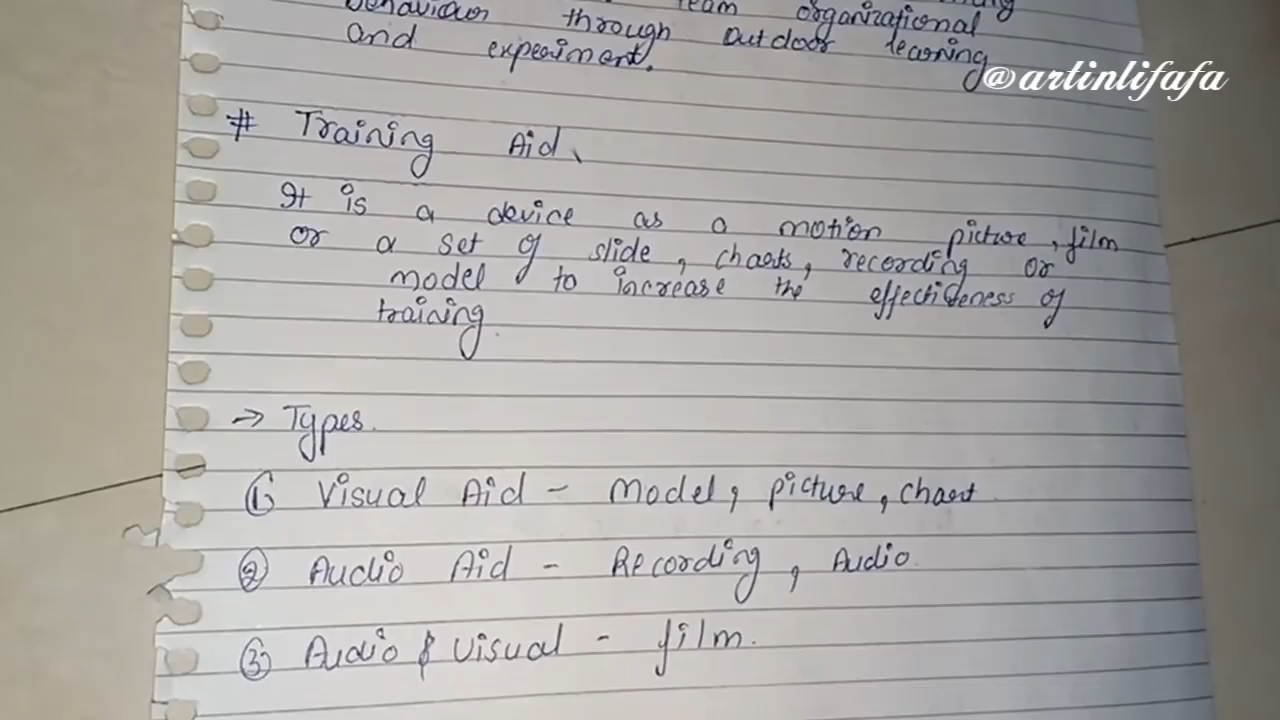 team organizational
behaviour through outdoor learning
and experiment.
@artinlifafa
# Training Aid
It is a device as a motion picture, film
or a set of slide, charts, recording or
model to increase the effectiveness of
training.
→ Types.
① Visual Aid - Model, picture, chart
② Audio Aid - Recording, Audio.
③ Audio & Visual - film.